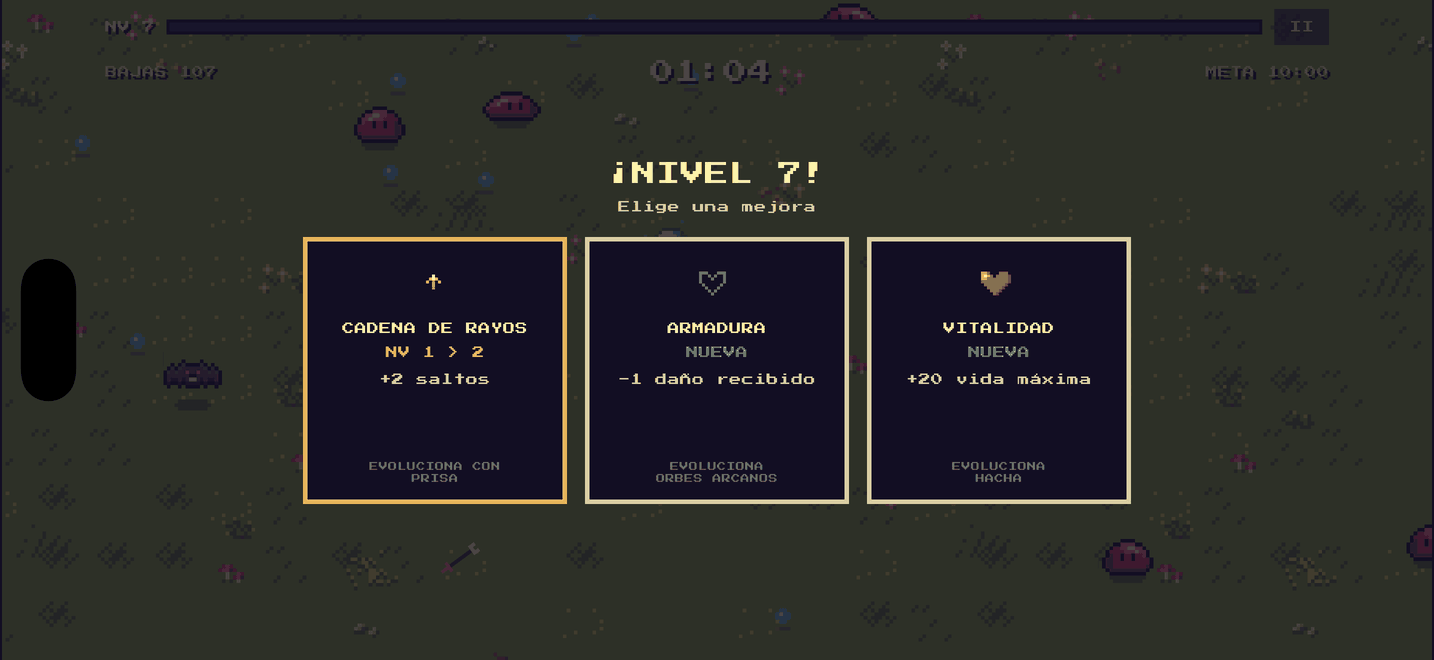 NV 7
II
BAJAS 107
01:04
META 10:00
¡NIVEL 7!
Elige una mejora
CADENA DE RAYOS
NV 1 > 2
+2 saltos
EVOLUCIONA CON
PRISA
ARMADURA
NUEVA
-1 daño recibido
EVOLUCIONA
ORBES ARCANOS
VITALIDAD
NUEVA
+20 vida máxima
EVOLUCIONA
HACHA